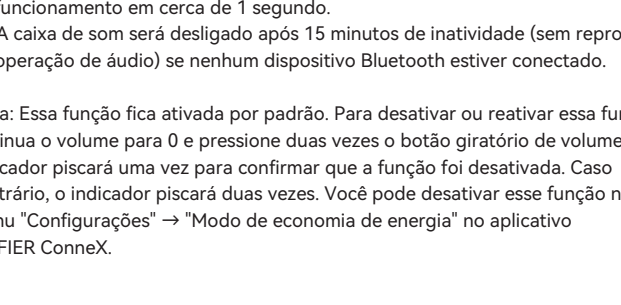 funcionamento em cerca de 1 segundo.
A caixa de som será desligado após 15 minutos de inatividade (sem repro
operação de áudio) se nenhum dispositivo Bluetooth estiver conectado.
a: Essa função fica ativada por padrão. Para desativar ou reativar essa fu
inua o volume para 0 e pressione duas vezes o botão giratório de volume
cador piscará uma vez para confirmar que a função foi desativada. Caso
trário, o indicador piscará duas vezes. Você pode desativar esse função n
nu "Configurações" → "Modo de economia de energia" no aplicativo
FIER ConneX.